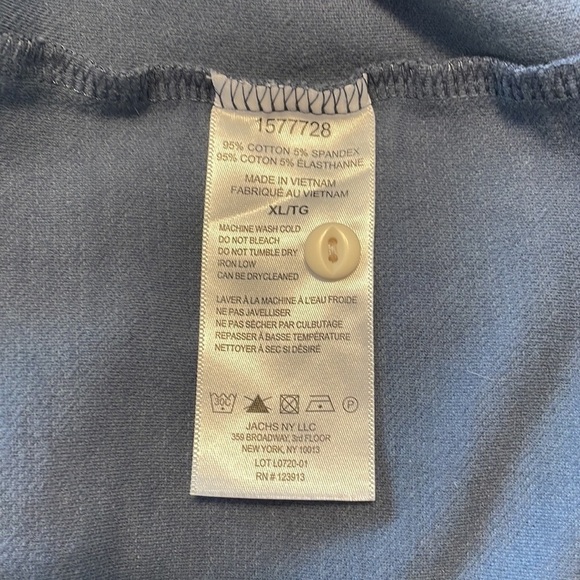 1577728
95% COTTON 5% SPANDEX
95% COTON 5% ÉLASTHANNE
MADE IN VIETNAM
FABRIQUÉ AU VIETNAM
XL/TG
MACHINE WASH COLD
DO NOT BLEACH
DO NOT TUMBLE DRY
IRON LOW
CAN BE DRYCLEANED
LAVER À LA MACHINE À L'EAU FROIDE
NE PAS JAVELLISER
NE PAS SÉCHER PAR CULBUTAGE
REPASSER À BASSE TEMPÉRATURE
NETTOYER À SEC SI DÉSIRÉ
30C P
JACHS NY LLC
359 BROADWAY, 3rd FLOOR
NEW YORK, NY 10013
LOT L0720-01
RN # 123913